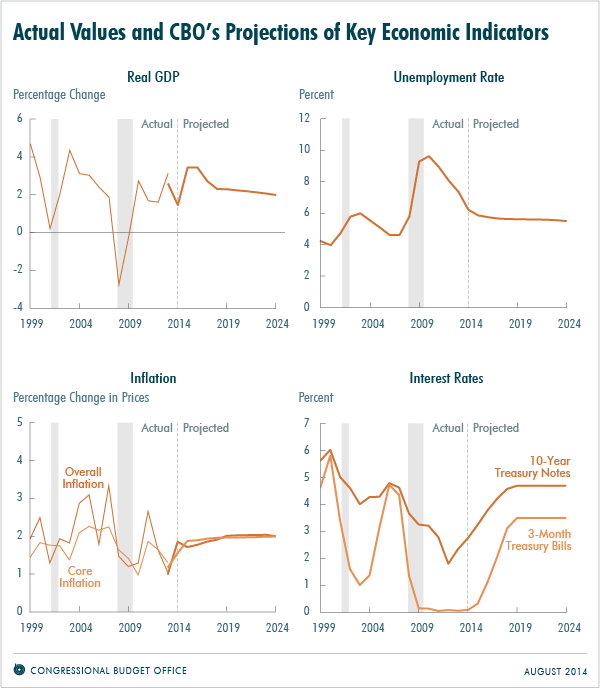 Actual Values and CBO's Projections of Key Economic Indicators
Real GDP
Percentage Change
6
4
2
0
-2
-4
Actual Projected
1999 2004 2009 2014 2019 2024
Unemployment Rate
Percent
12
10
8
6
4
2
0
Actual Projected
1999 2004 2009 2014 2019 2024
Inflation
Percentage Change in Prices
5
4
3
2
1
0
Actual Projected
Overall
Inflation
Core
Inflation
1999 2004 2009 2014 2019 2024
Interest Rates
Percent
7
6
5
4
3
2
1
0
Actual Projected
10-Year
Treasury Notes
3-Month
Treasury Bills
1999 2004 2009 2014 2019 2024
CONGRESSIONAL BUDGET OFFICE
AUGUST 2014